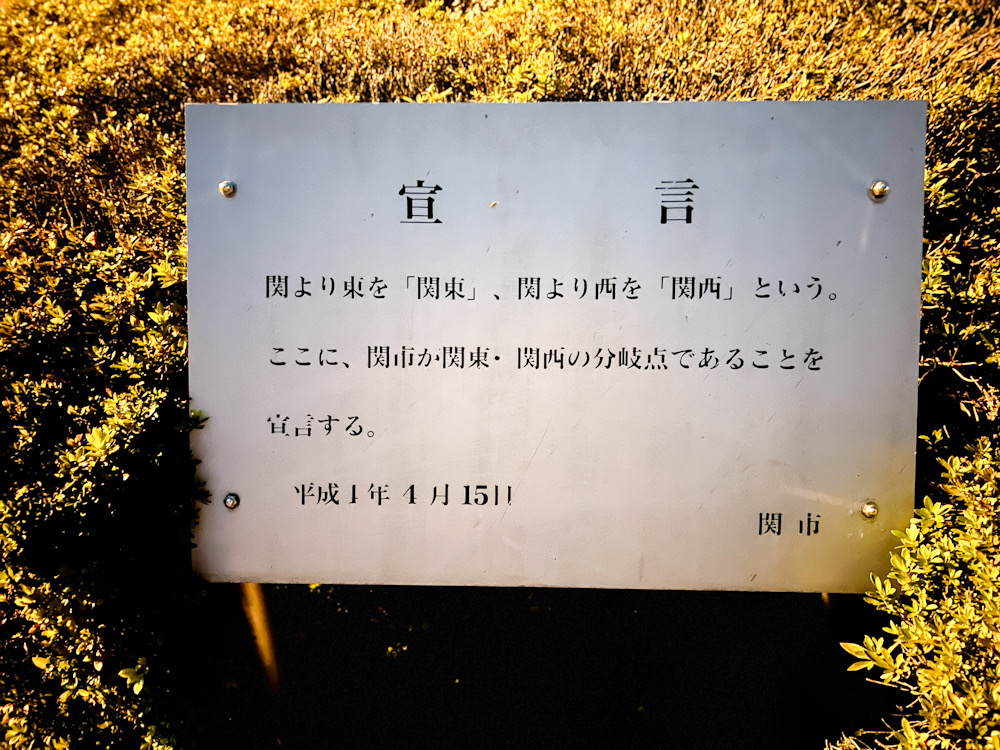 宣言
関より東を「関東」、関より西を「関西」という。
ここに、関市が関東・関西の分岐点であることを
宣言する。
平成1年4月15日
関市